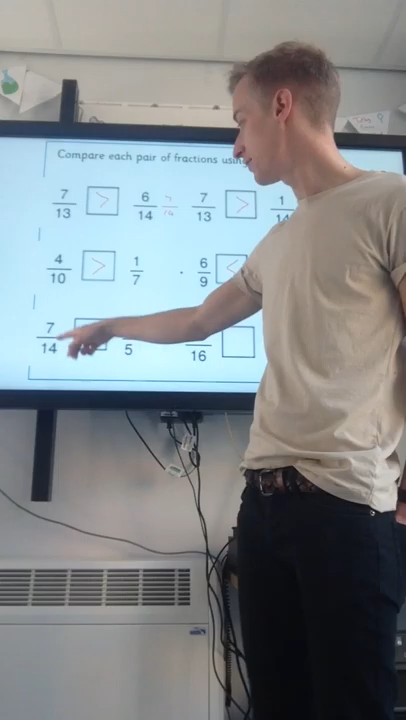 Compare each pair of fractions
7/13 > 6/14 7/14 7/13 > 1/14
4/10 > 1/7 6/9 <
7/14 5 16